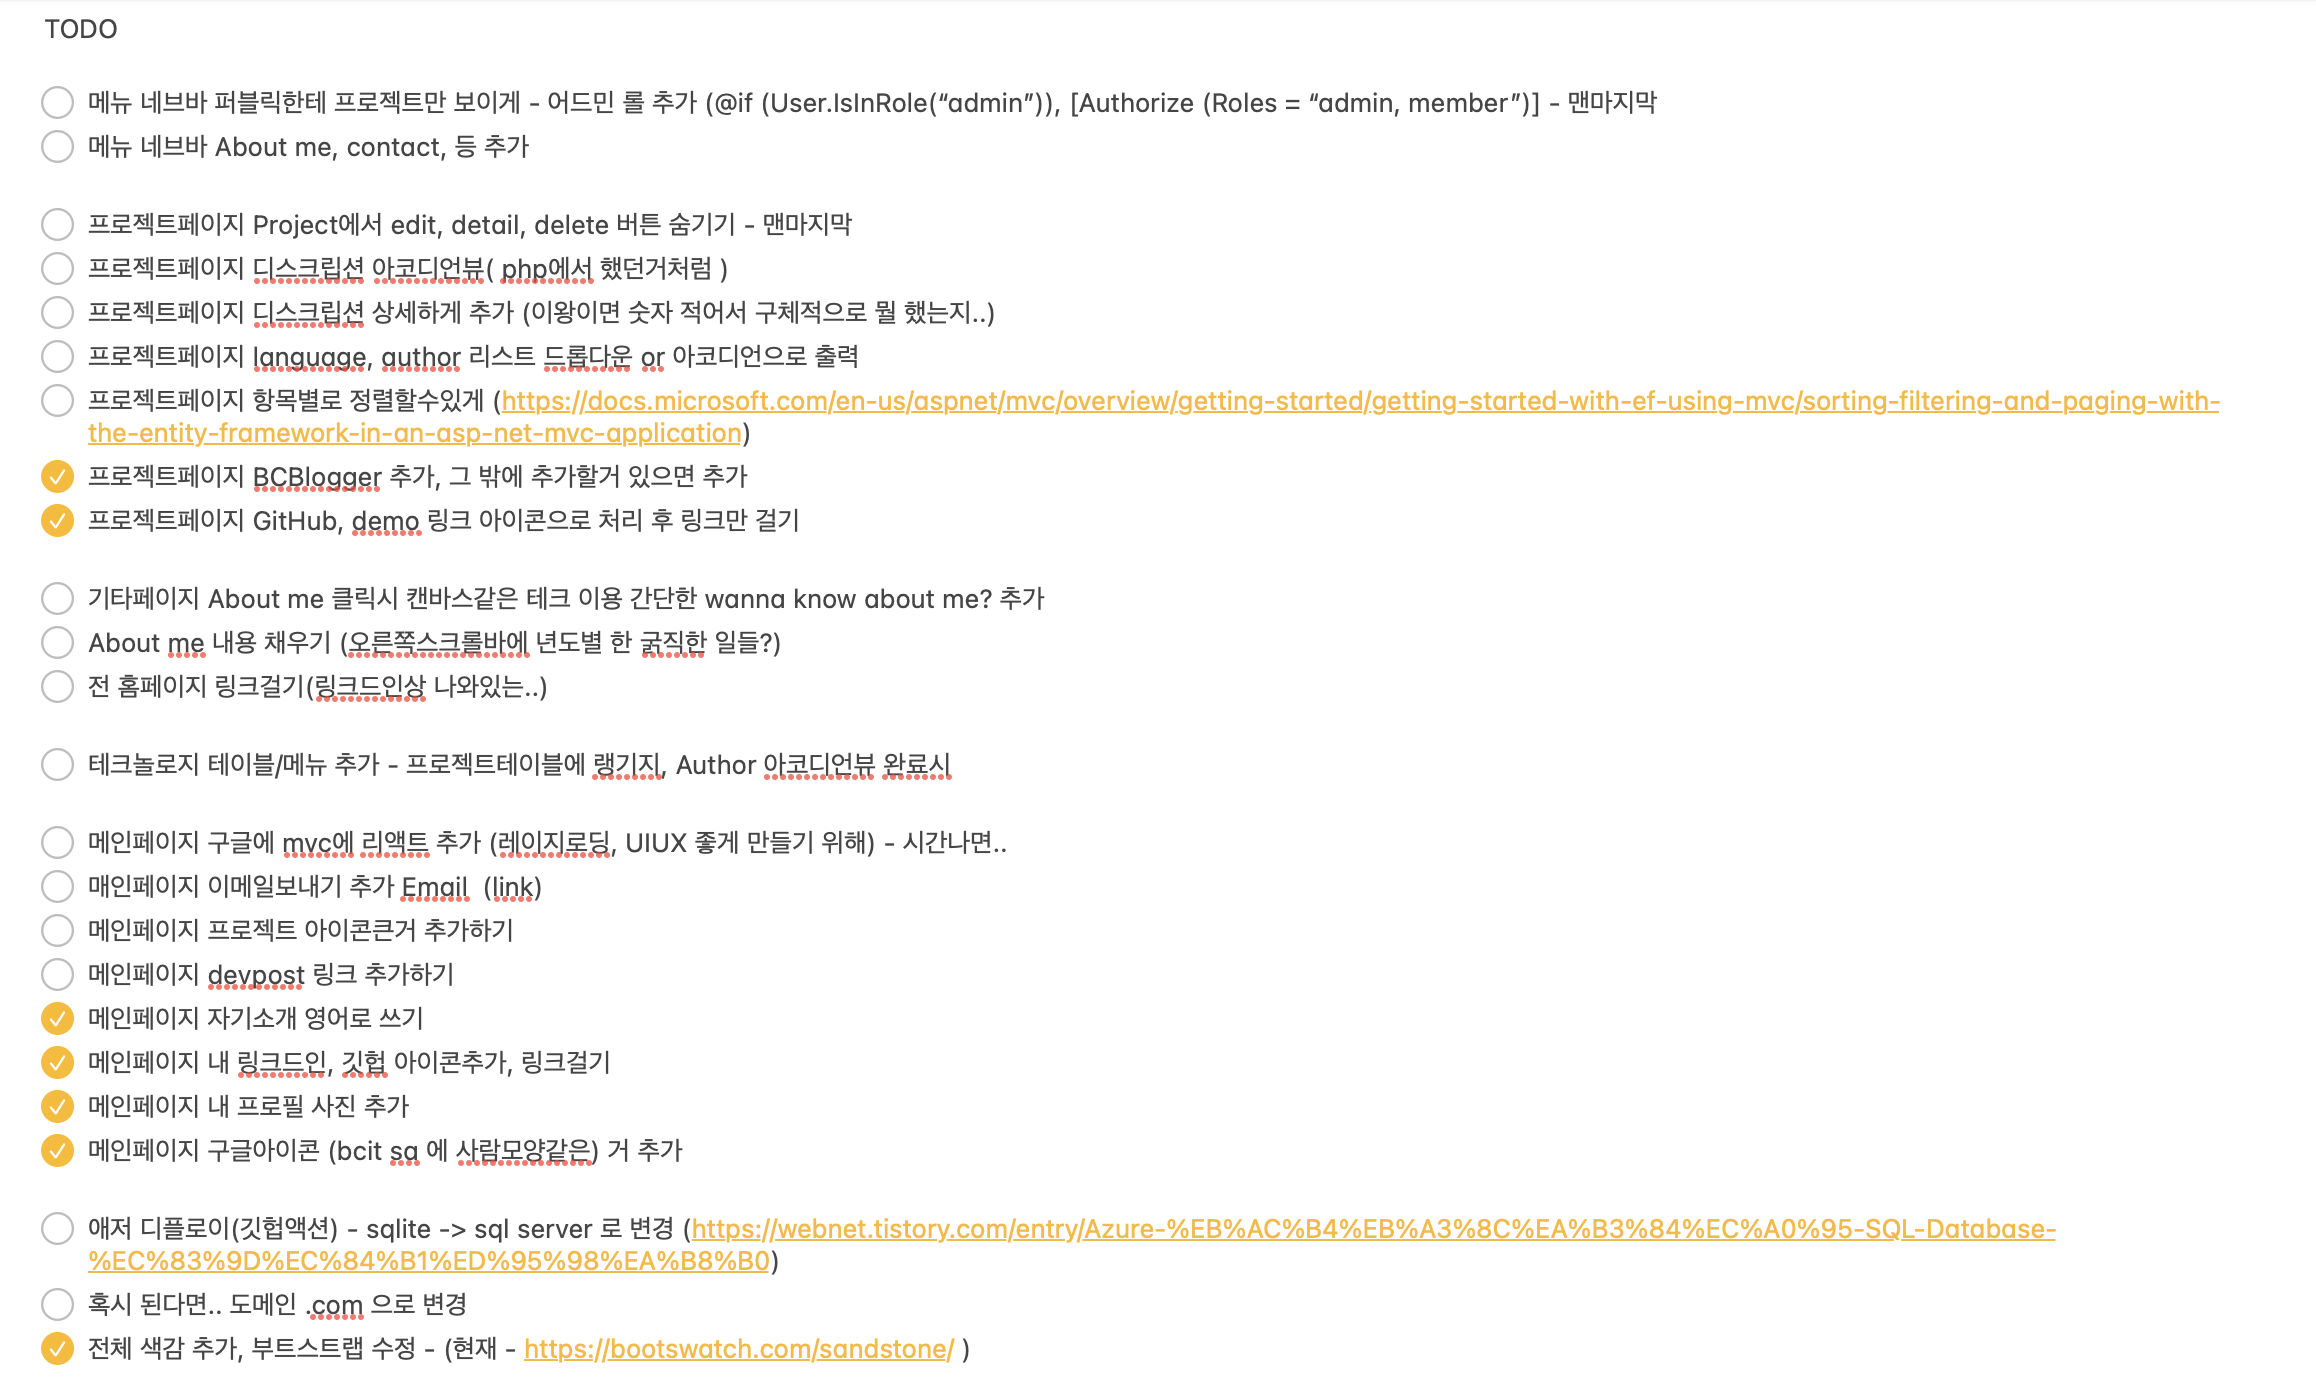 TODO
메뉴 네브바 퍼블릭한테 프로젝트만 보이게 - 어드민 롤 추가 (@if (User.IsInRole(“admin”)), [Authorize (Roles = “admin, member”)] - 맨마지막
메뉴 네브바 About me, contact, 등 추가
프로젝트페이지 Project에서 edit, detail, delete 버튼 숨기기 - 맨마지막
프로젝트페이지 디스크립션 아코디언뷰( php에서 했던거처럼 )
프로젝트페이지 디스크립션 상세하게 추가 (이왕이면 숫자 적어서 구체적으로 뭘 했는지..)
프로젝트페이지 language, author 리스트 드롭다운 or 아코디언으로 출력
프로젝트페이지 항목별로 정렬할수있게 (https://docs.microsoft.com/en-us/aspnet/mvc/overview/getting-started/getting-started-with-ef-using-mvc/sorting-filtering-and-paging-with-
the-entity-framework-in-an-asp-net-mvc-application)
프로젝트페이지 BCBlogger 추가, 그 밖에 추가할거 있으면 추가
프로젝트페이지 GitHub, demo 링크 아이콘으로 처리 후 링크만 걸기
기타페이지 About me 클릭시 캔바스같은 테크 이용 간단한 wanna know about me? 추가
About me 내용 채우기 (오른쪽스크롤바에 년도별 한 굵직한 일들?)
전 홈페이지 링크걸기(링크드인상 나와있는..)
테크놀로지 테이블/메뉴 추가 - 프로젝트테이블에 랭기지, Author 아코디언뷰 완료시
메인페이지 구글에 mvc에 리액트 추가 (레이지로딩, UIUX 좋게 만들기 위해) - 시간나면..
매인페이지 이메일보내기 추가 Email  (link)
메인페이지 프로젝트 아이콘큰거 추가하기
메인페이지 devpost 링크 추가하기
메인페이지 자기소개 영어로 쓰기
메인페이지 내 링크드인, 깃헙 아이콘추가, 링크걸기
메인페이지 내 프로필 사진 추가
메인페이지 구글아이콘 (bcit sa 에 사람모양같은) 거 추가
애저 디플로이(깃헙액션) - sqlite -> sql server 로 변경 (https://webnet.tistory.com/entry/Azure-%EB%AC%B4%EB%A3%8C%EA%B3%84%EC%A0%95-SQL-Database-
%EC%83%9D%EC%84%B1%ED%95%98%EA%B8%B0)
혹시 된다면.. 도메인 .com 으로 변경
전체 색감 추가, 부트스트랩 수정 - (현재 - https://bootswatch.com/sandstone/ )